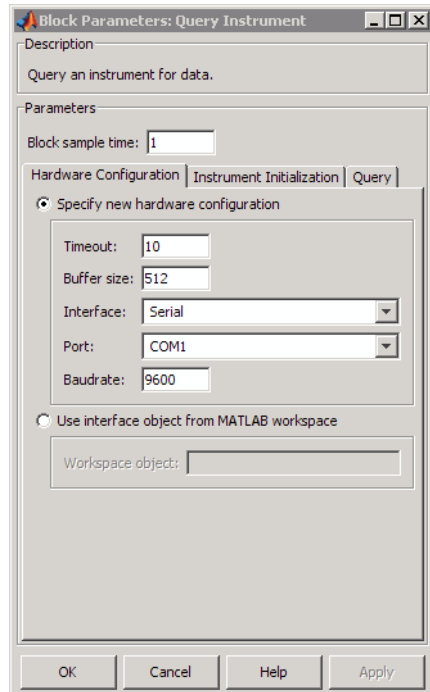 Block Parameters: Query Instrument
Description
Query an instrument for data.
Parameters
Block sample time: 1
Hardware Configuration Instrument Initialization Query
Specify new hardware configuration
Timeout: 10
Buffer size: 512
Interface: Serial
Port: COM1
Baudrate: 9600
Use interface object from MATLAB workspace
Workspace object:
OK Cancel Help Apply